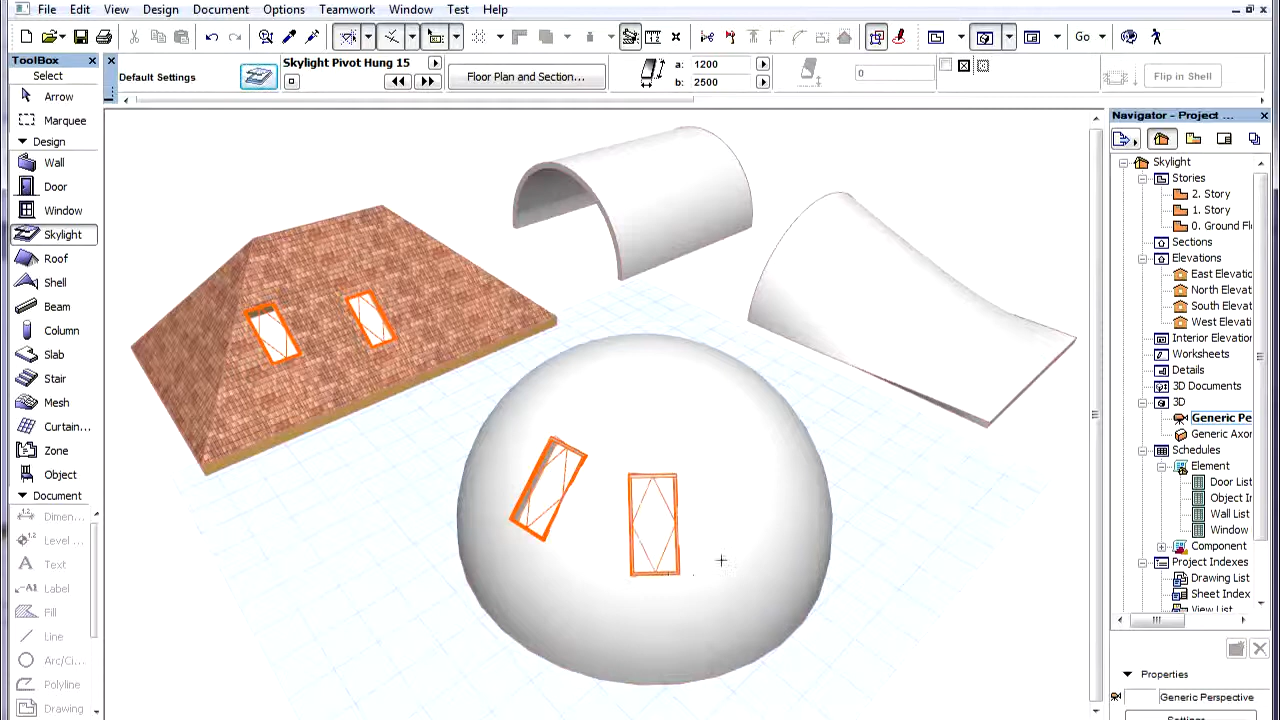 File Edit View Design Document Options Teamwork Window Test Help
Go
ToolBox
Select
Arrow
Marquee
Design
Wall
Door
Window
Skylight
Roof
Shell
Beam
Column
Slab
Stair
Mesh
Curtain...
Zone
Object
Document
Dimen...
Level ...
Text
Label
Fill
Line
Arc/Ci...
Polyline
Drawing
Default Settings
Skylight Pivot Hung 15
Floor Plan and Section...
a: 1200
b: 2500
0
Flip in Shell
Navigator - Project ...
Skylight
Stories
2. Story
1. Story
0. Ground Fl
Sections
Elevations
East Elevatio
North Elevat
South Elevat
West Elevati
Interior Elevation
Worksheets
Details
3D Documents
3D
Generic Pe
Generic Axor
Schedules
Element
Door List
Object In
Wall List
Window
Component
Project Indexes
Drawing List
Sheet Index
View List
Properties
Generic Perspective